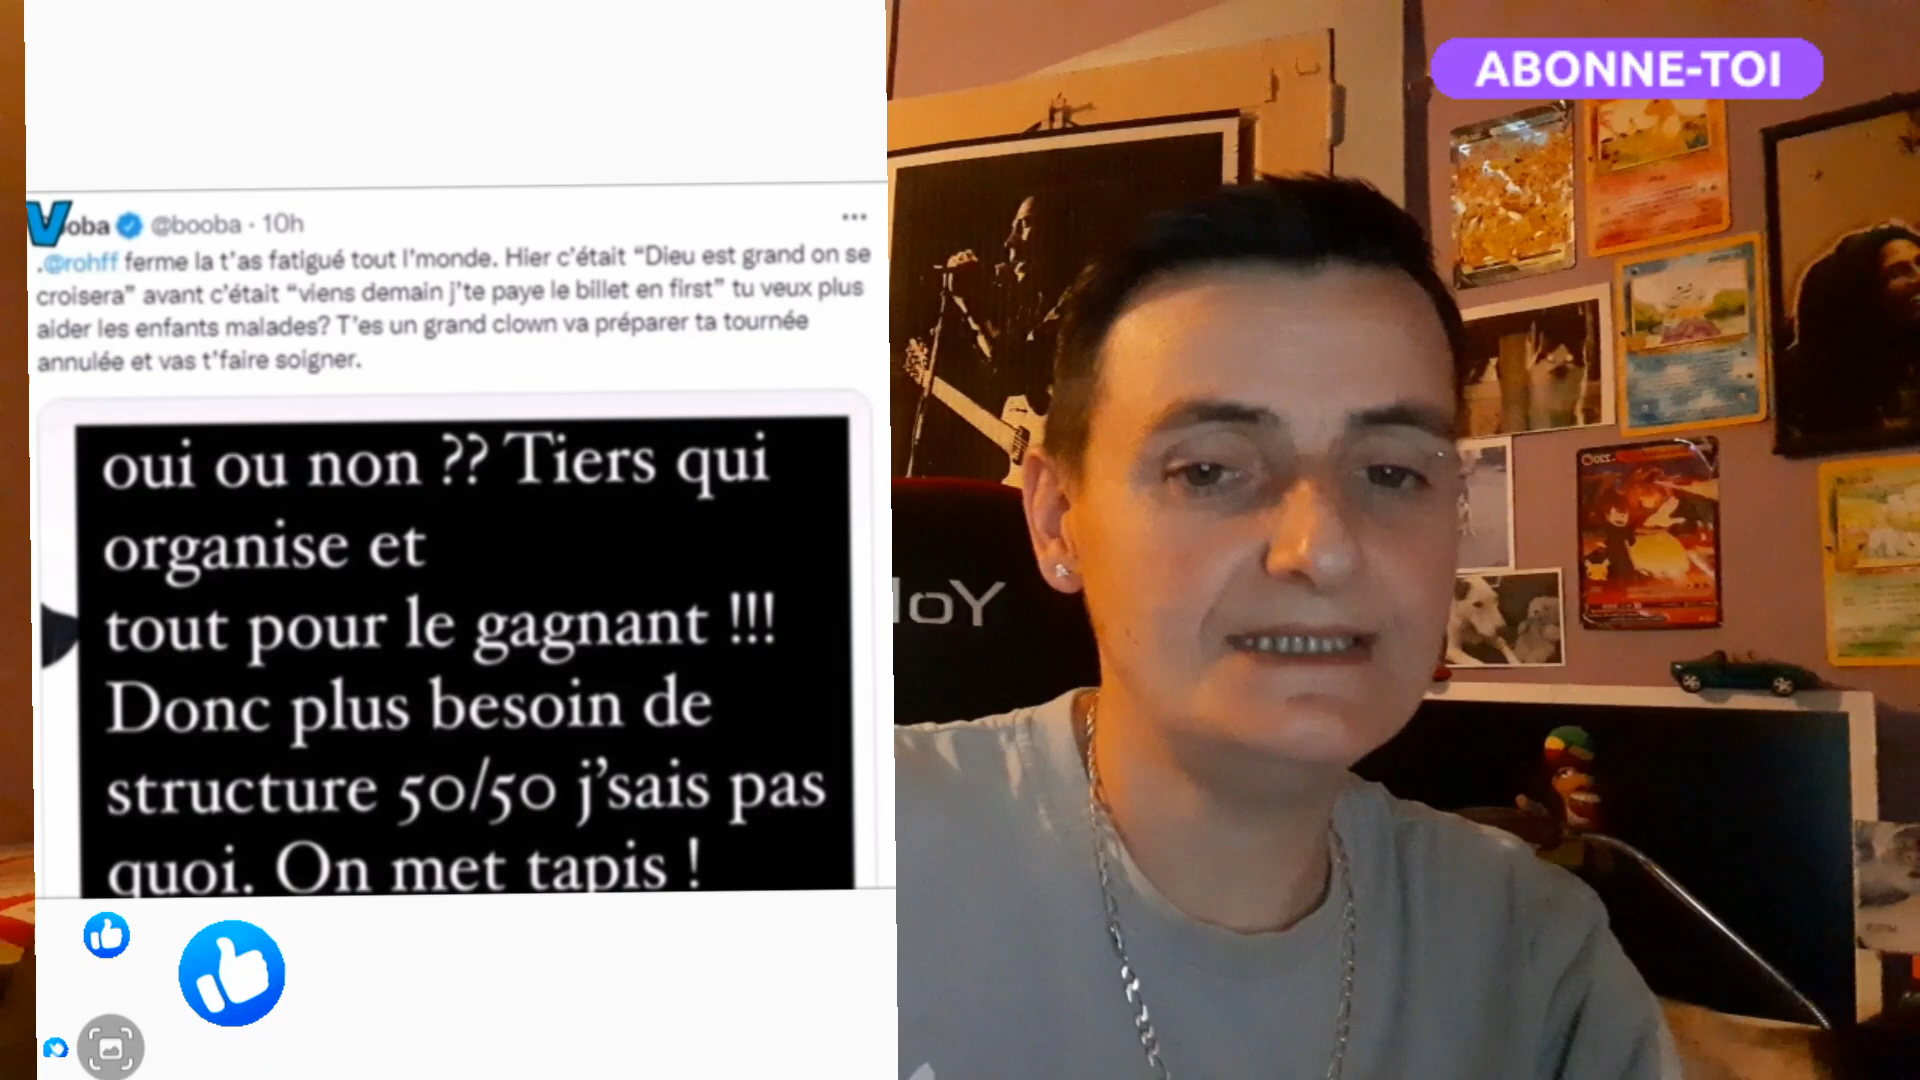 ABONNE-TOI
oba @booba · 10h
.@rohff ferme la t'as fatigué tout l'monde. Hier c'était “Dieu est grand on se
croisera” avant c'était “viens demain j'te paye le billet en first” tu veux plus
aider les enfants malades? T'es un grand clown va préparer ta tournée
annulée et vas t'faire soigner.
oui ou non ?? Tiers qui
organise et
tout pour le gagnant !!!
Donc plus besoin de
structure 50/50 j'sais pas
quoi. On met tapis !